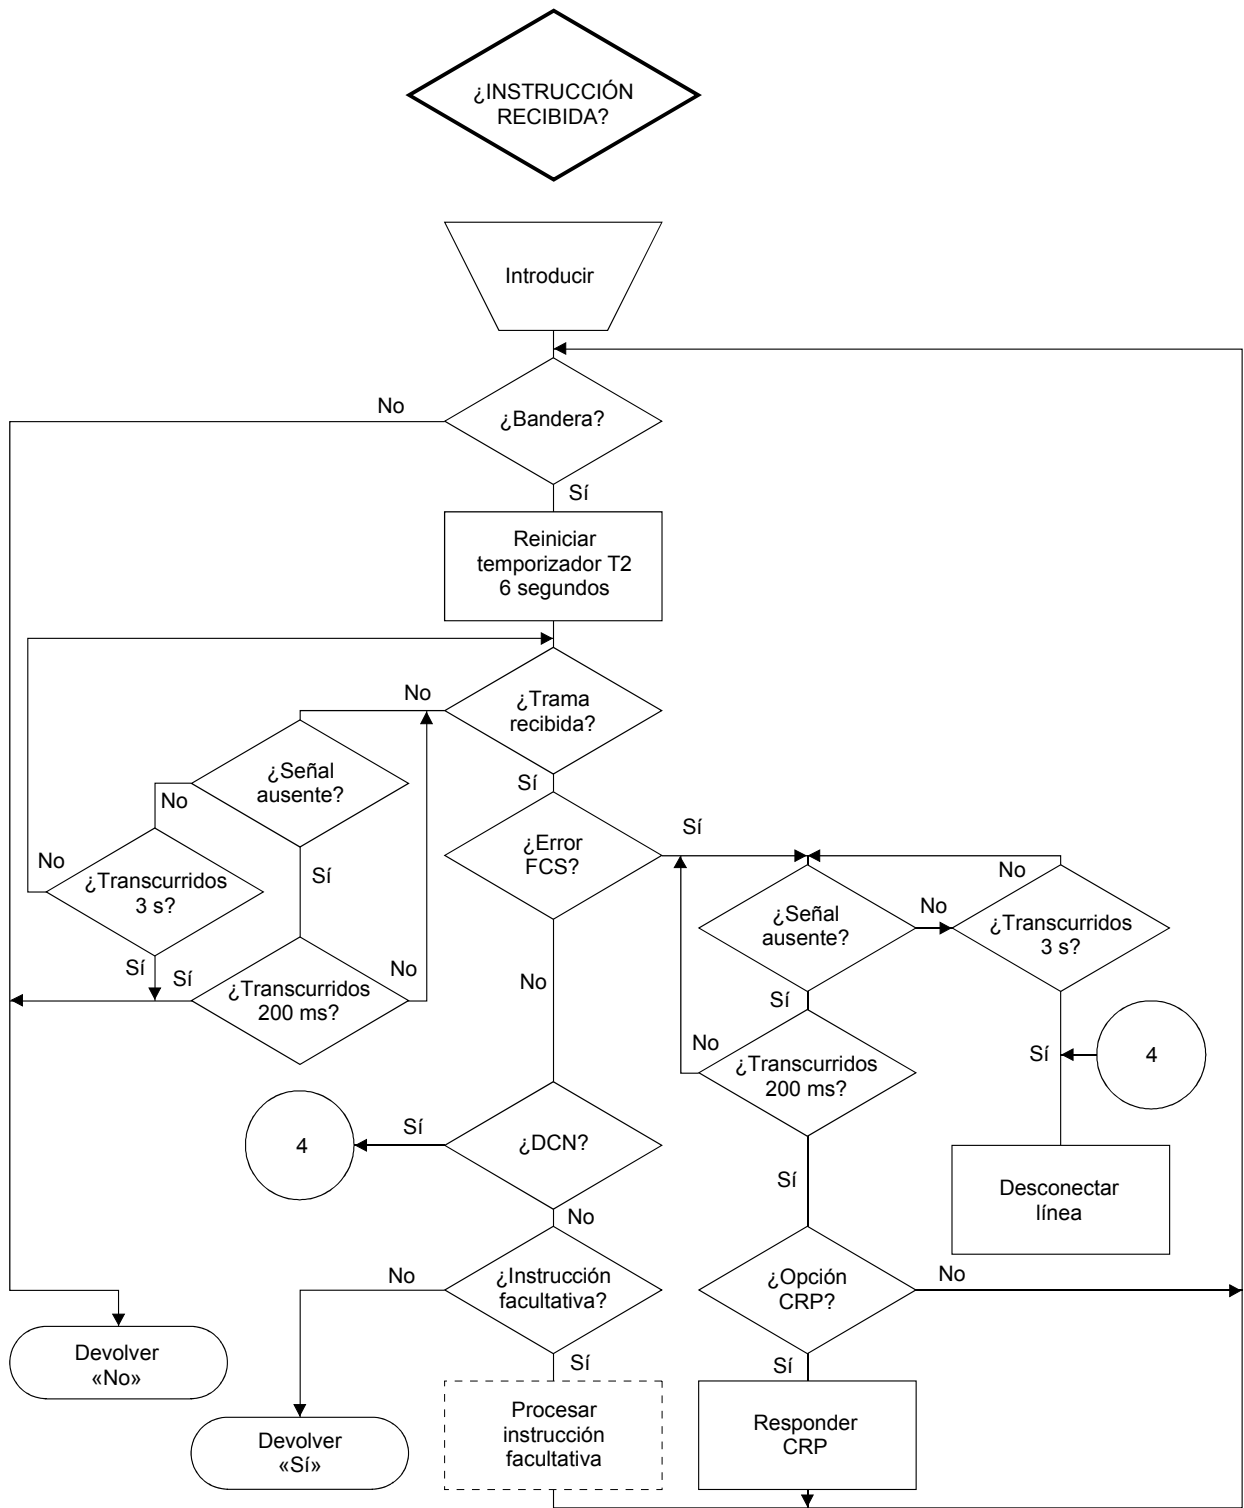 ¿INSTRUCCIÓN
RECIBIDA?
Introducir
No
¿Bandera?
Sí
Reiniciar
temporizador T2
6 segundos
No
¿Trama
recibida?
Sí
¿Señal
ausente?
No
Sí
¿Error
FCS?
Sí
No
No
¿Transcurridos
3 s?
Sí
Sí
¿Transcurridos
200 ms?
No
¿Señal
ausente?
No
No
¿Transcurridos
3 s?
Sí
No
¿Transcurridos
200 ms?
Sí
4
4
Sí
¿DCN?
Sí
Desconectar
línea
No
No
¿Instrucción
facultativa?
¿Opción
CRP?
No
Sí
Sí
Devolver
«No»
Devolver
«Sí»
Procesar
instrucción
facultativa
Responder
CRP